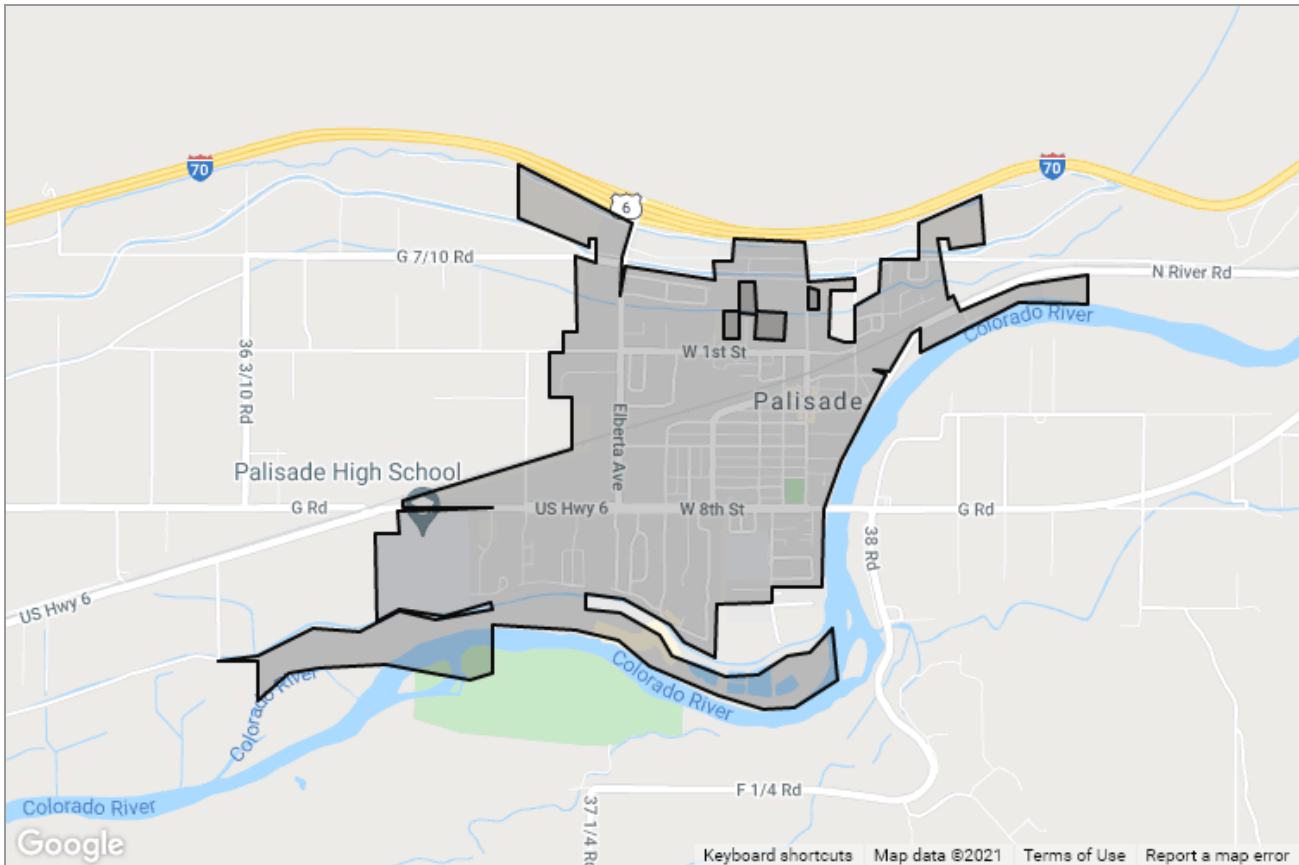 70
70
6
G 7/10 Rd
N River Rd
Colorado River
36 3/10 Rd
W 1st St
Palisade
Elberta Ave
Palisade High School
G Rd
US Hwy 6
W 8th St
G Rd
38 Rd
US Hwy 6
Colorado River
Colorado River
Colorado River
37 1/4 Rd
F 1/4 Rd
Google
Keyboard shortcuts Map data ©2021 Terms of Use Report a map error